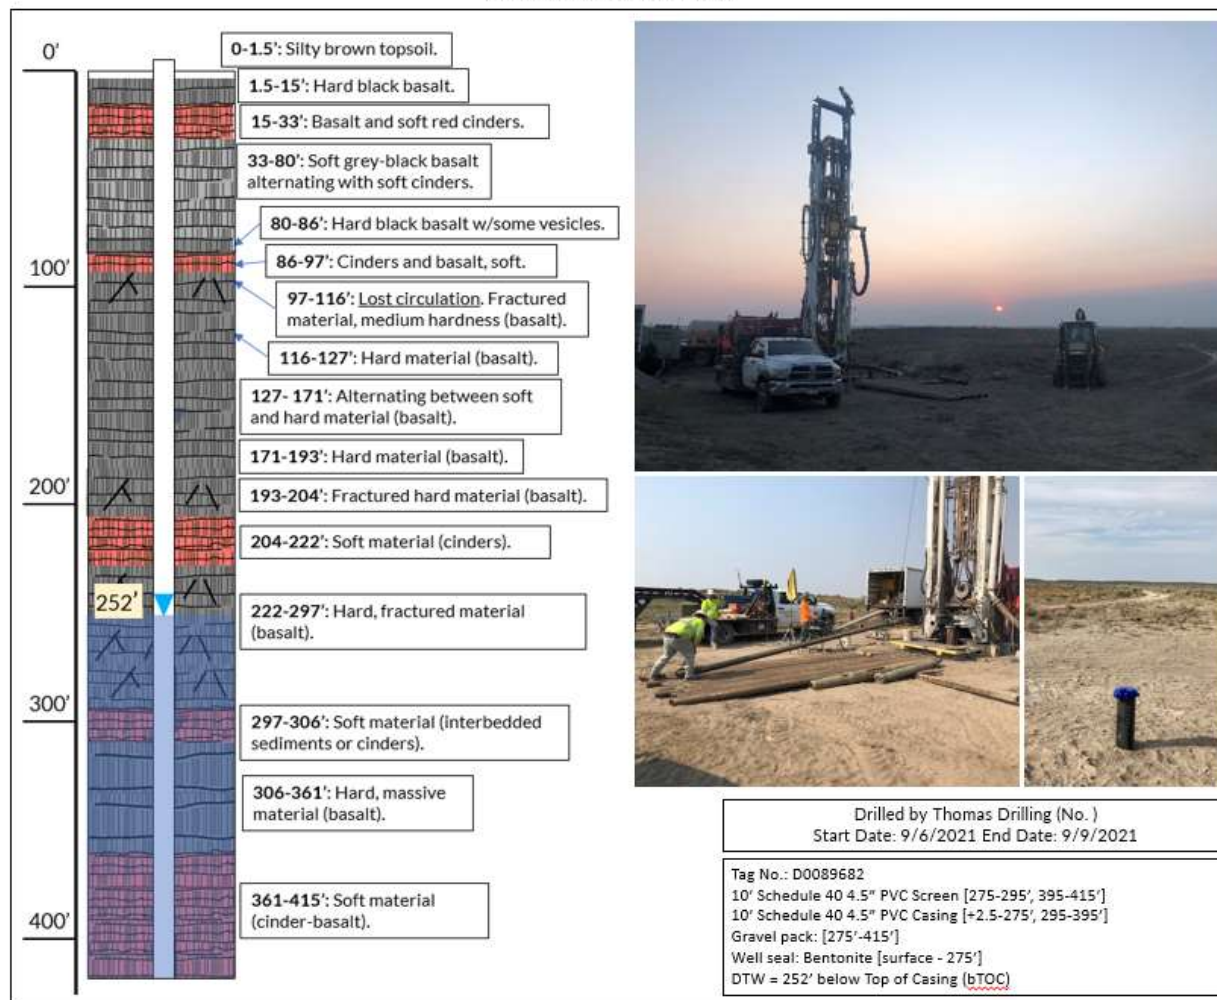 0'
0-1.5': Silty brown topsoil.
1.5-15': Hard black basalt.
15-33': Basalt and soft red cinders.
33-80': Soft grey-black basalt
alternating with soft cinders.
80-86': Hard black basalt w/some vesicles.
86-97': Cinders and basalt, soft.
100'
97-116': Lost circulation. Fractured
material, medium hardness (basalt).
116-127': Hard material (basalt).
127- 171': Alternating between soft
and hard material (basalt).
171-193': Hard material (basalt).
200'
193-204': Fractured hard material (basalt).
204-222': Soft material (cinders).
252'
222-297': Hard, fractured material
(basalt).
300'
297-306': Soft material (interbedded
sediments or cinders).
306-361': Hard, massive
material (basalt).
361-415': Soft material
(cinder-basalt).
400'
Drilled by Thomas Drilling (No. )
Start Date: 9/6/2021 End Date: 9/9/2021
Tag No.: D0089682
10' Schedule 40 4.5" PVC Screen [275-295', 395-415']
10' Schedule 40 4.5" PVC Casing [+2.5-275', 295-395']
Gravel pack: [275'-415']
Well seal: Bentonite [surface - 275']
DTW = 252' below Top of Casing (bTOC)